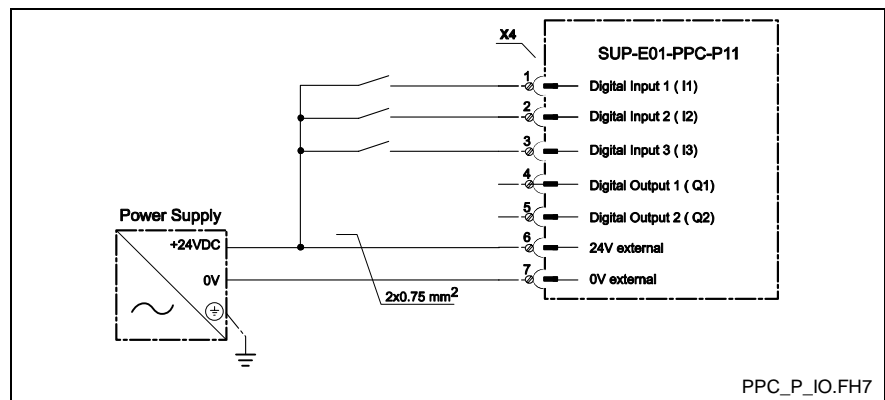 X4
SUP-E01-PPC-P11
1 Digital Input 1 ( I1)
2 Digital Input 2 ( I2)
3 Digital Input 3 ( I3)
4 Digital Output 1 ( Q1)
5 Digital Output 2 ( Q2)
6 24V external
7 0V external
Power Supply
+24VDC
0V
2x0.75 mm²
PPC_P_IO.FH7